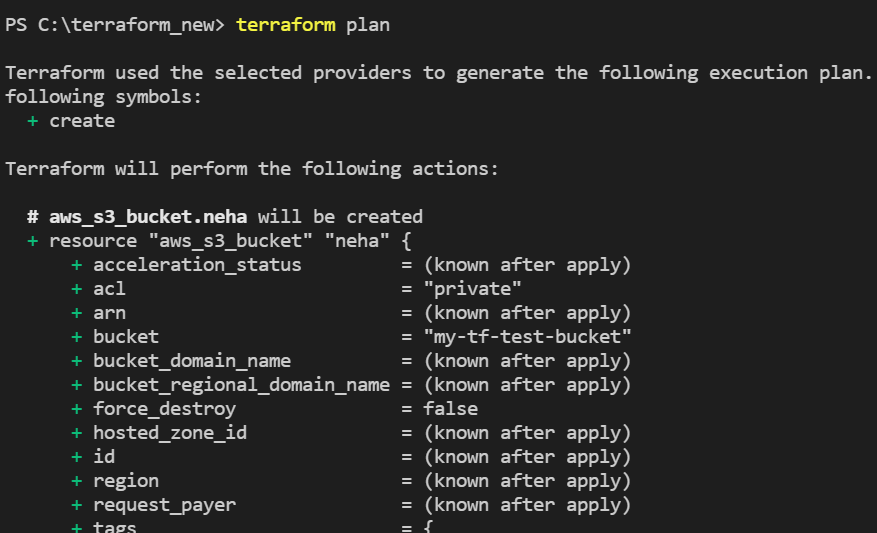 PS C:\terraform_new> terraform plan
Terraform used the selected providers to generate the following execution plan.
following symbols:
+ create
Terraform will perform the following actions:
# aws_s3_bucket.neha will be created
+ resource "aws_s3_bucket" "neha" {
+ acceleration_status = (known after apply)
+ acl = "private"
+ arn = (known after apply)
+ bucket = "my-tf-test-bucket"
+ bucket_domain_name = (known after apply)
+ bucket_regional_domain_name = (known after apply)
+ force_destroy = false
+ hosted_zone_id = (known after apply)
+ id = (known after apply)
+ region = (known after apply)
+ request_payer = (known after apply)
+ tags = {